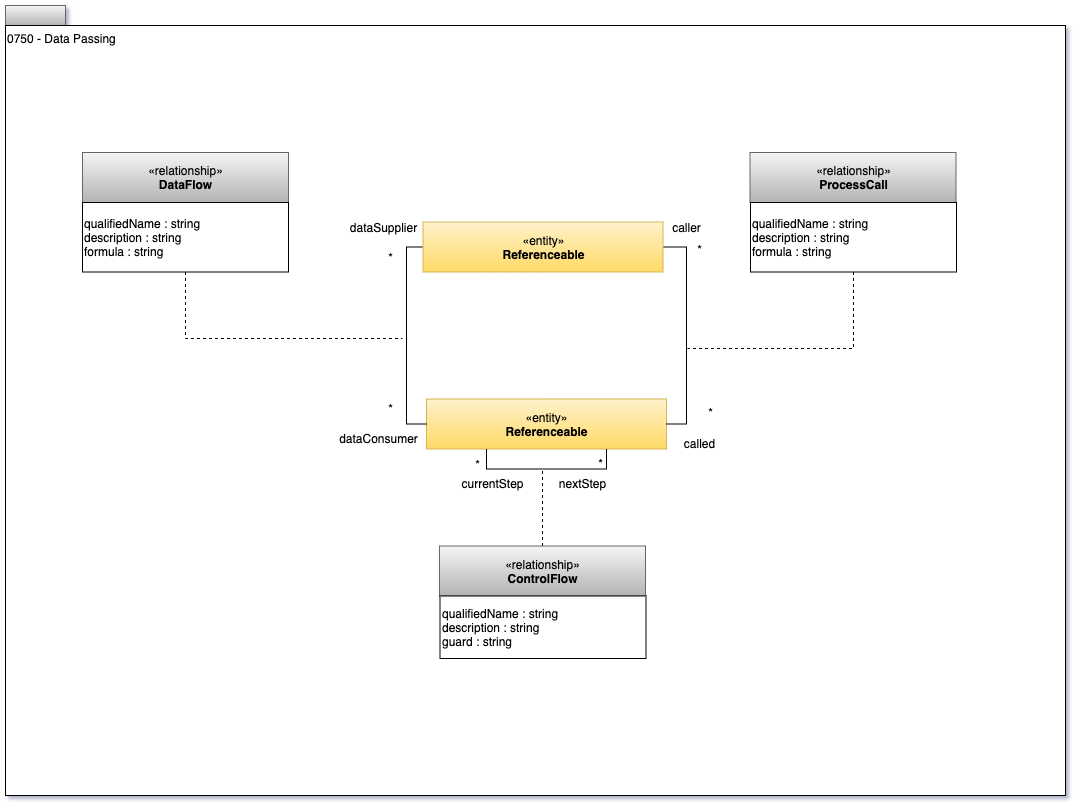 0750 - Data Passing
«relationship»
DataFlow
qualifiedName : string
description : string
formula : string
«relationship»
ProcessCall
qualifiedName : string
description : string
formula : string
dataSupplier
*
«entity»
Referenceable
caller
*
*
dataConsumer
«entity»
Referenceable
*
called
*
currentStep
*
nextStep
«relationship»
ControlFlow
qualifiedName : string
description : string
guard : string